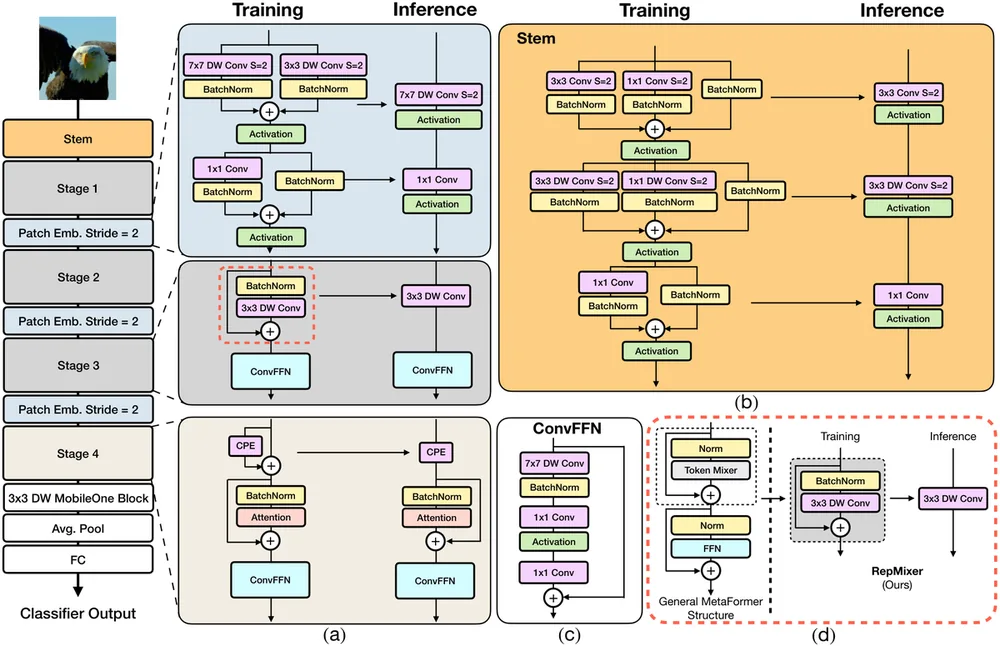 Training
Inference
Stem
Stage 1
Patch Emb. Stride = 2
Stage 2
Patch Emb. Stride = 2
Stage 3
Patch Emb. Stride = 2
Stage 4
3x3 DW MobileOne Block
Avg. Pool
FC
Classifier Output
7x7 DW Conv S=2
3x3 DW Conv S=2
BatchNorm
BatchNorm
+
Activation
1x1 Conv
BatchNorm
BatchNorm
+
Activation
7x7 DW Conv S=2
Activation
1x1 Conv
Activation
BatchNorm
3x3 DW Conv
+
ConvFFN
3x3 DW Conv
ConvFFN
CPE
+
BatchNorm
Attention
+
ConvFFN
CPE
BatchNorm
Attention
+
ConvFFN
(a)
Training
Inference
Stem
3x3 Conv S=2
1x1 Conv S=2
BatchNorm
BatchNorm
BatchNorm
+
Activation
3x3 DW Conv S=2
1x1 DW Conv S=2
BatchNorm
BatchNorm
BatchNorm
+
Activation
1x1 Conv
BatchNorm
BatchNorm
+
Activation
3x3 Conv S=2
Activation
3x3 DW Conv S=2
Activation
1x1 Conv
Activation
(b)
ConvFFN
7x7 DW Conv
BatchNorm
1x1 Conv
Activation
1x1 Conv
+
(c)
Norm
Token Mixer
+
Norm
FFN
+
General MetaFormer
Structure
Training
Inference
BatchNorm
3x3 DW Conv
+
3x3 DW Conv
RepMixer
(Ours)
(d)